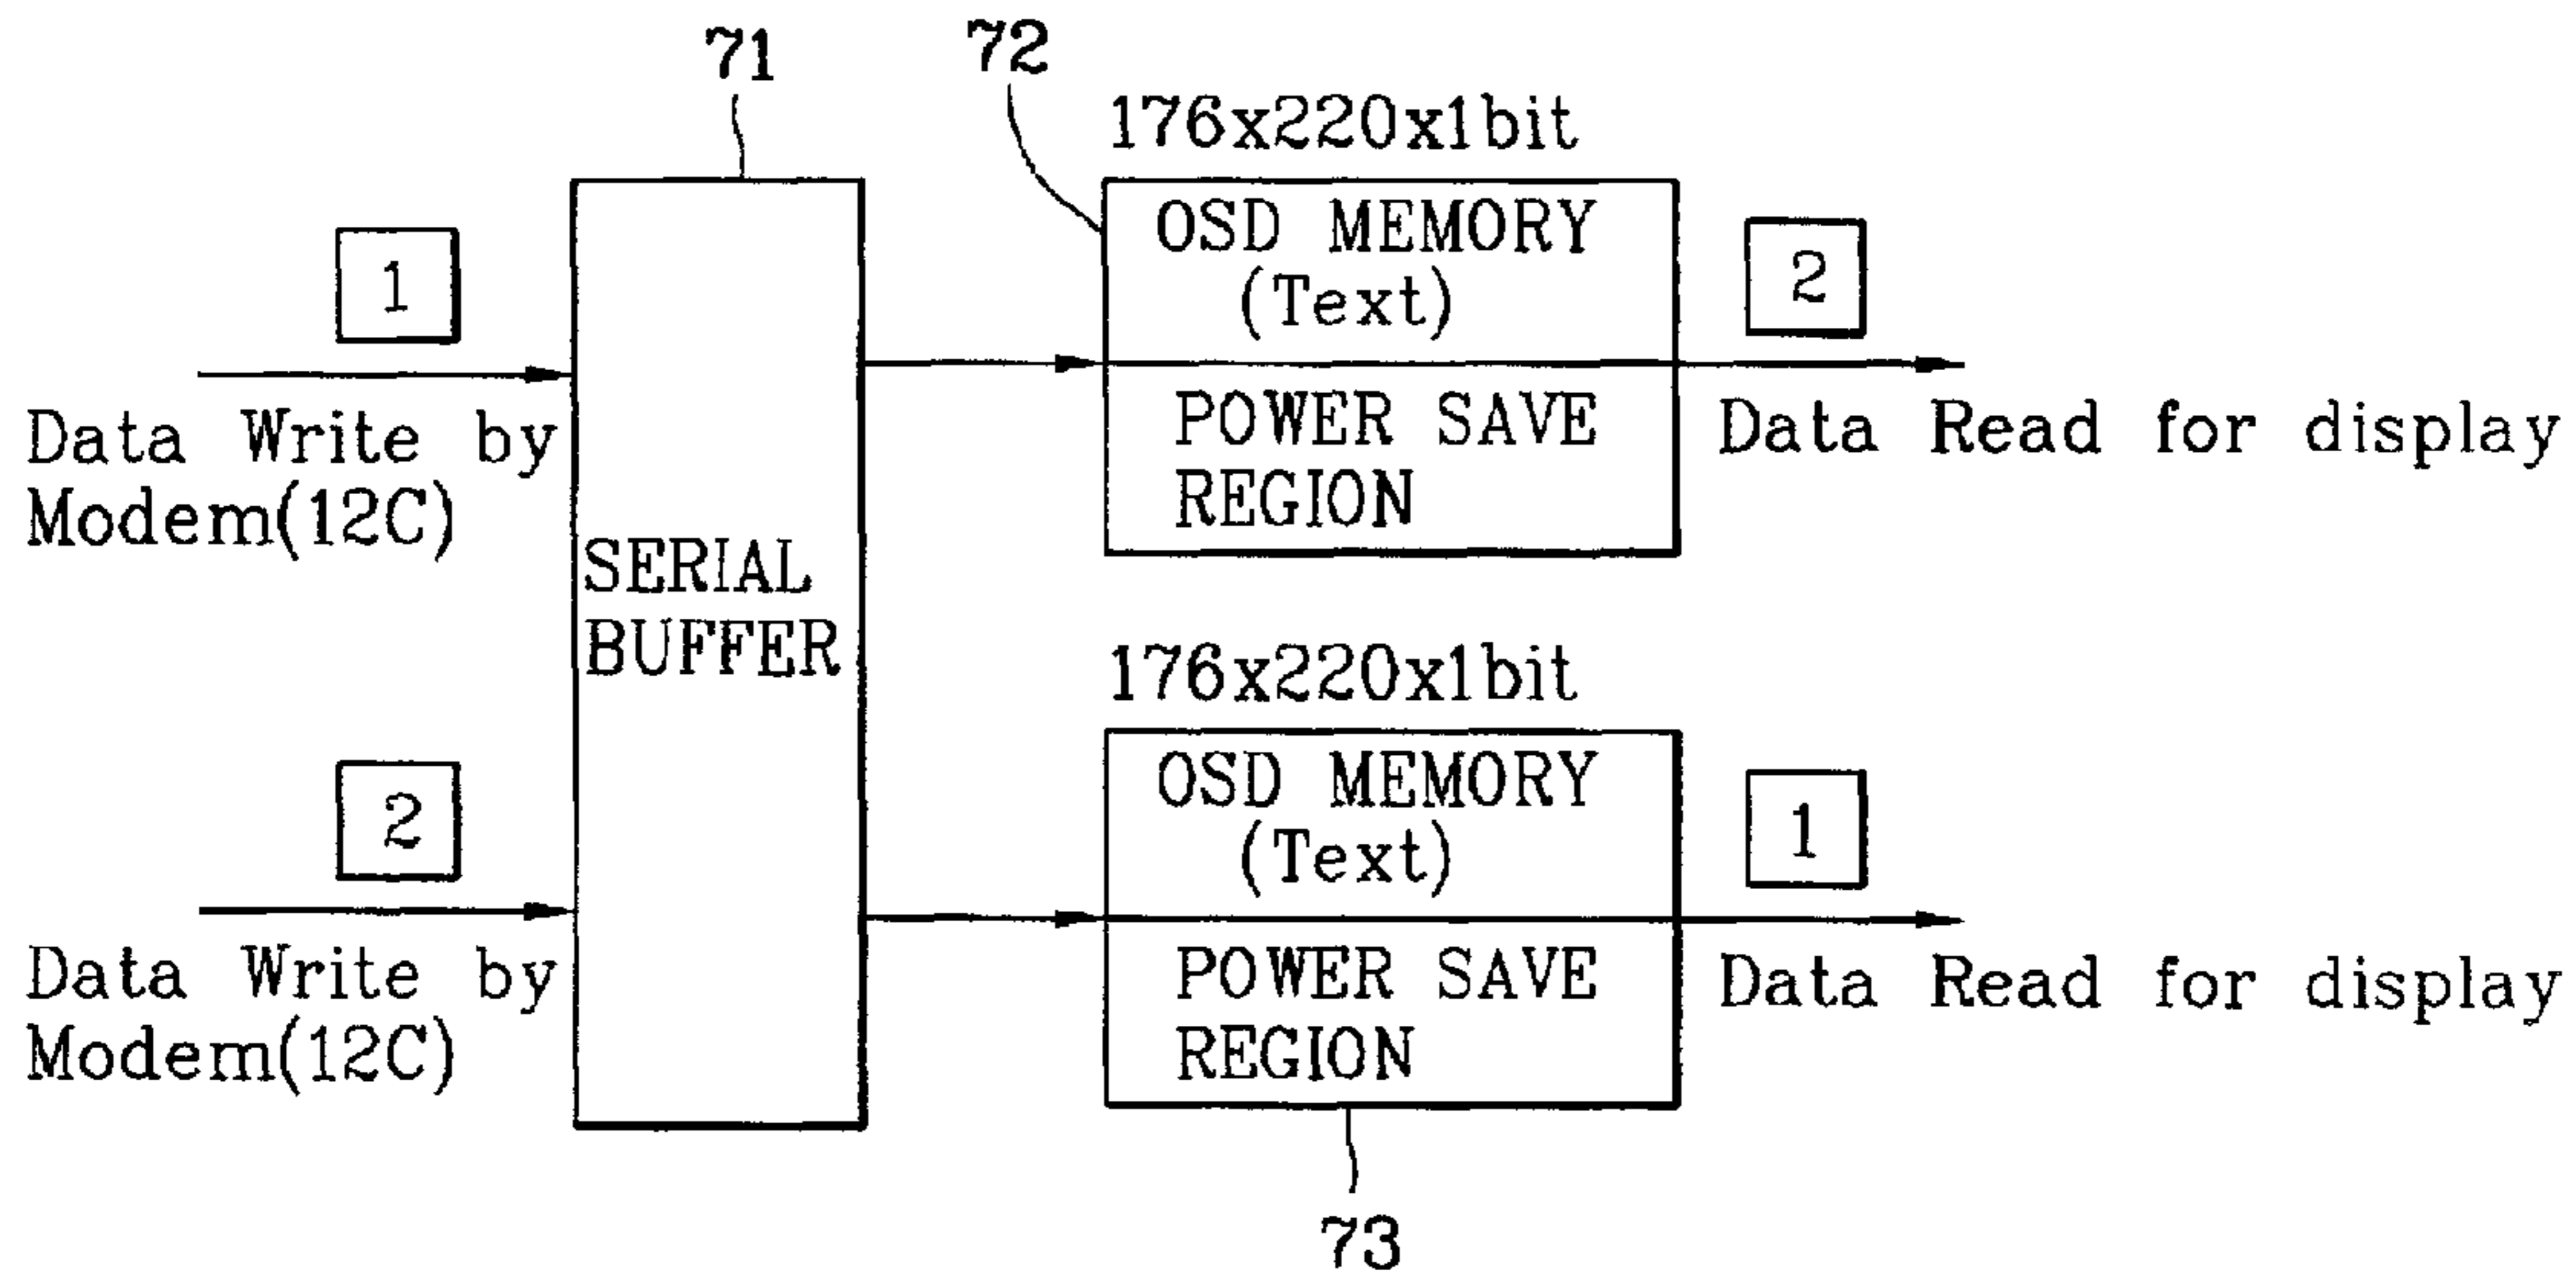 71
72
176x220x1bit
OSD MEMORY
(Text)
POWER SAVE
REGION
1
Data Write by
Modem(12C)
2
Data Read for display
SERIAL
BUFFER
2
Data Write by
Modem(12C)
176x220x1bit
OSD MEMORY
(Text)
POWER SAVE
REGION
1
Data Read for display
73